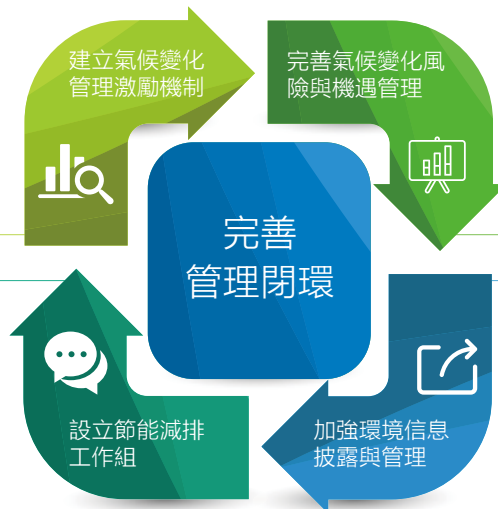 建立氣候變化
管理激勵機制
完善氣候變化風
險與機遇管理
完善
管理閉環
加強環境信息
披露與管理
設立節能減排
工作組